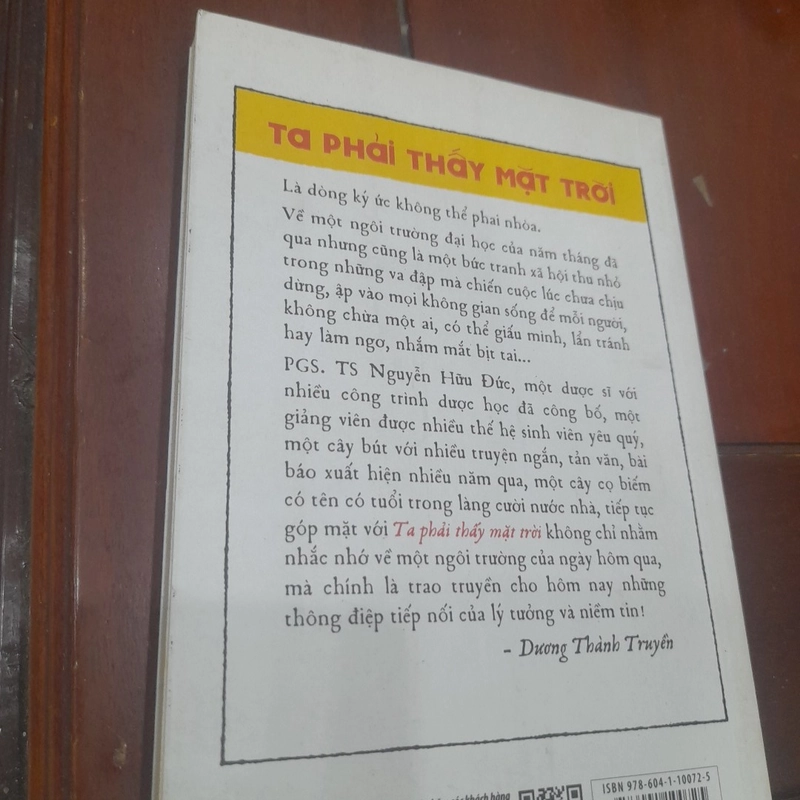 Ta phải thấy mặt trời
Là dòng ký ức không thể phai nhòa.
Về một ngôi trường đại học của năm tháng đã
qua nhưng cũng là một bức tranh xã hội thu nhỏ
trong những va đập mà chiến cuộc lúc chưa chịu
dừng, ập vào mọi không gian sống để mỗi người,
không chừa một ai, có thể giấu mình, lẩn tránh
hay làm ngơ, nhắm mắt bịt tai...
PGS. TS Nguyễn Hữu Đức, một dược sĩ với
nhiều công trình dược học đã công bố, một
giảng viên được nhiều thế hệ sinh viên yêu quý,
một cây bút với nhiều truyện ngắn, tản văn, bài
báo xuất hiện nhiều năm qua, một cây cọ biếm
có tên có tuổi trong làng cười nước nhà, tiếp tục
góp mặt với Ta phải thấy mặt trời không chỉ nhằm
nhắc nhớ về một ngôi trường của ngày hôm qua,
mà chính là trao truyền cho hôm nay những
thông điệp tiếp nối của lý tưởng và niềm tin!
- Dương Thành Truyền
khách hàng
ISBN 978-604-1-10072-5